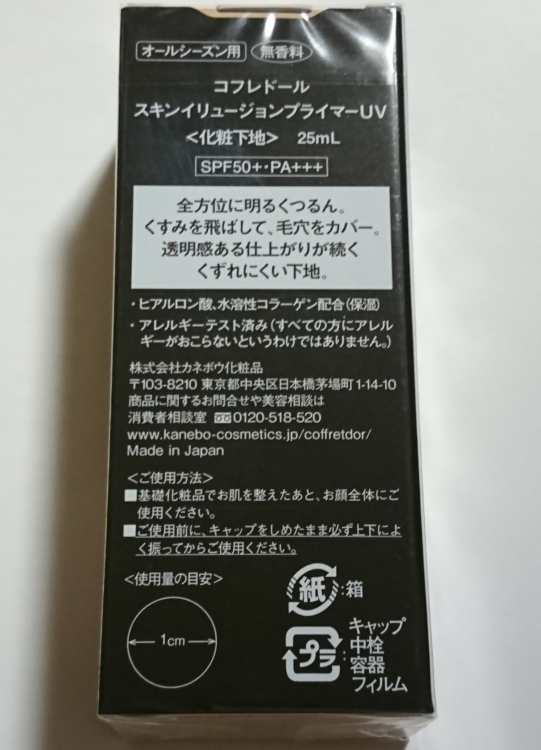 オールシーズン用 無香料
コフレドール
スキンイリュージョンプライマーUV
<化粧下地> 25mL
SPF50+・PA+++
全方位に明るくつるん。
くすみを飛ばして、毛穴をカバー。
透明感ある仕上がりが続く
くずれにくい下地。
・ヒアルロン酸、水溶性コラーゲン配合(保湿)
・アレルギーテスト済み(すべての方にアレル
ギーがおこらないというわけではありません。)
株式会社カネボウ化粧品
〒103-8210 東京都中央区日本橋茅場町1-14-10
商品に関するお問合せや美容相談は
消費者相談室 0120-518-520
www.kanebo-cosmetics.jp/coffretdor/
Made in Japan
<ご使用方法>
■基礎化粧品でお肌を整えたあと、お顔全体にご
使用ください。
■ご使用前に、キャップをしめたまま必ず上下によ
く振ってからご使用ください。
<使用量の目安>
1cm
紙:箱
プラ:キャップ
中栓
容器
フィルム